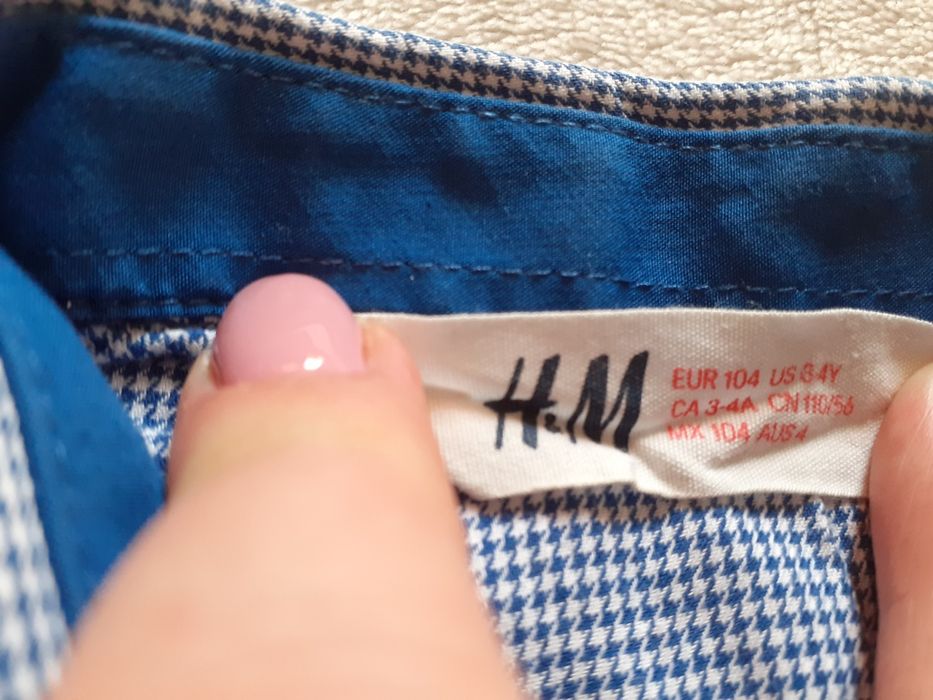 H&M
EUR 104 US 3-4Y
CA 3-4A CN 110/56
MX 104 AUS 4